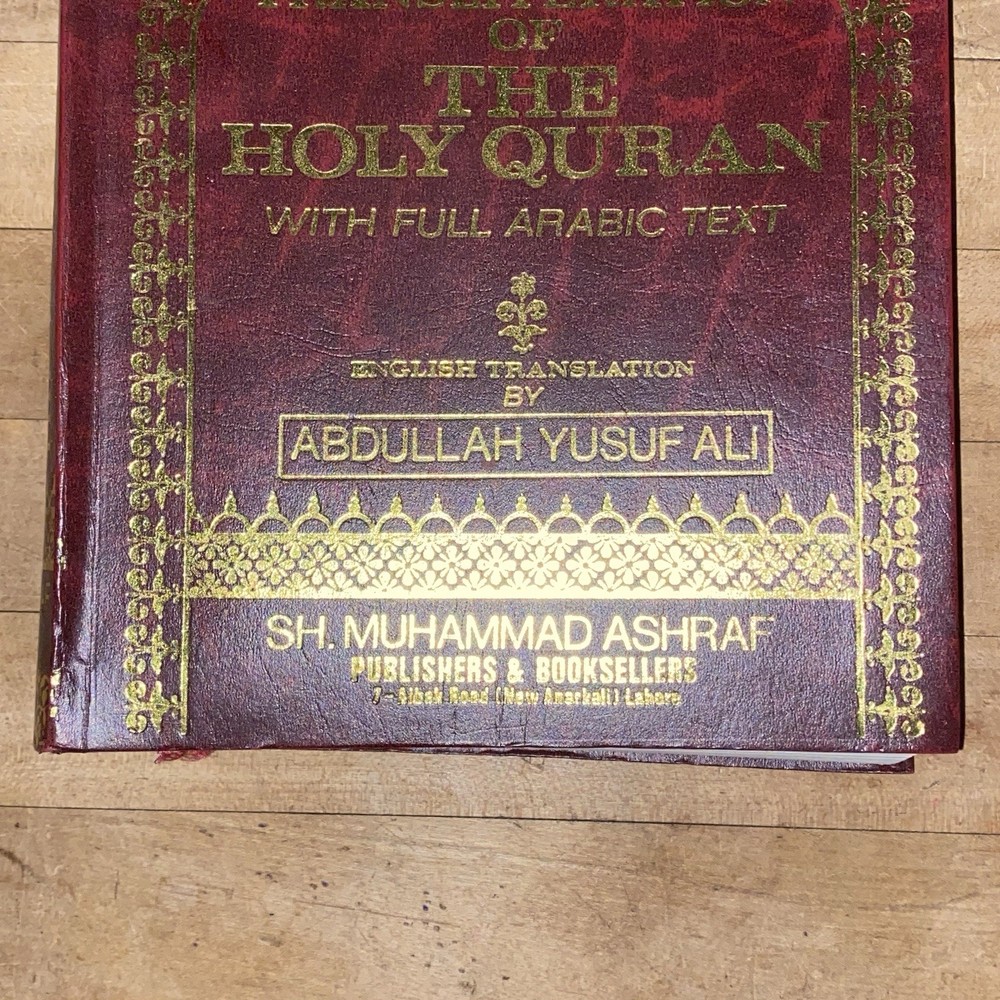 TRANSLITERATION
OF
THE
HOLY QURAN
WITH FULL ARABIC TEXT
ENGLISH TRANSLATION
BY
ABDULLAH YUSUF ALI
SH. MUHAMMAD ASHRAF
PUBLISHERS & BOOKSELLERS
7-Aibak Road (New Anarkali) Lahore